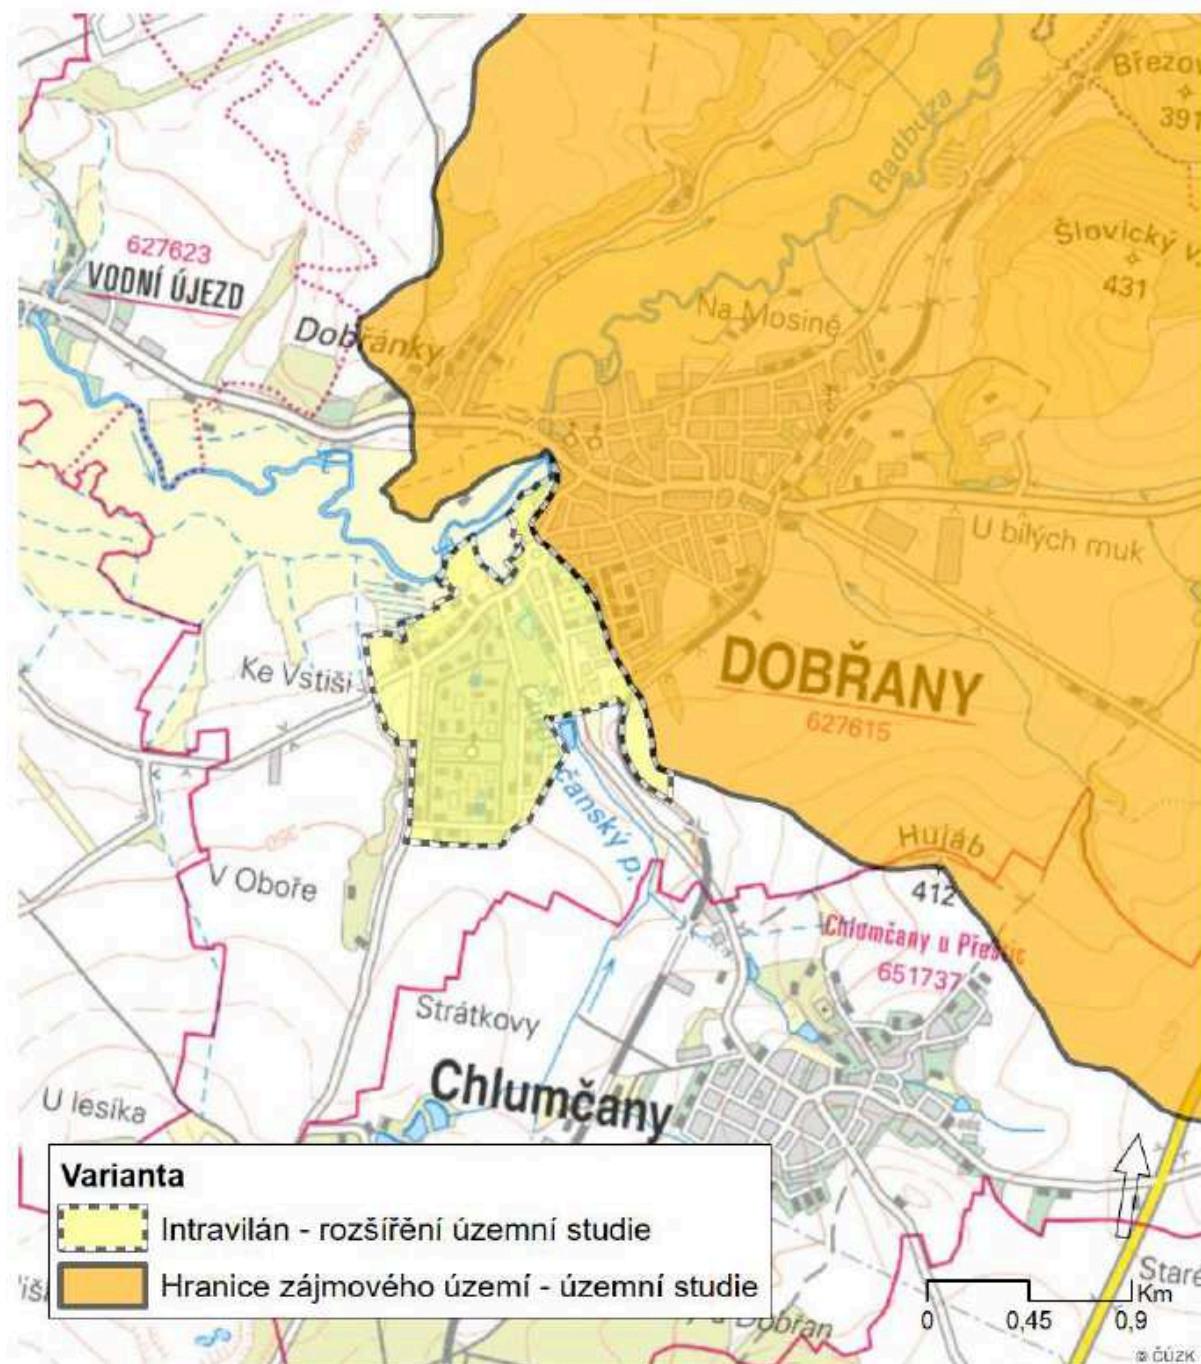 Březov
391
Radbuza
Šlovický v.
431
627623
VODNÍ ÚJEZD
Na Mosině
Dobřánky
U bílých muk
DOBŘANY
627615
Ke Vstiši
čanský p.
Hujáb
412
V Oboře
Chlumčany u Přeštic
651737
Strátkovy
Chlumčany
U lesíka
Varianta
Intravilán - rozšíření územní studie
Hranice zájmového území - územní studie
Staré
Km
0 0,45 0,9
u Dobřan
© ČÚZK